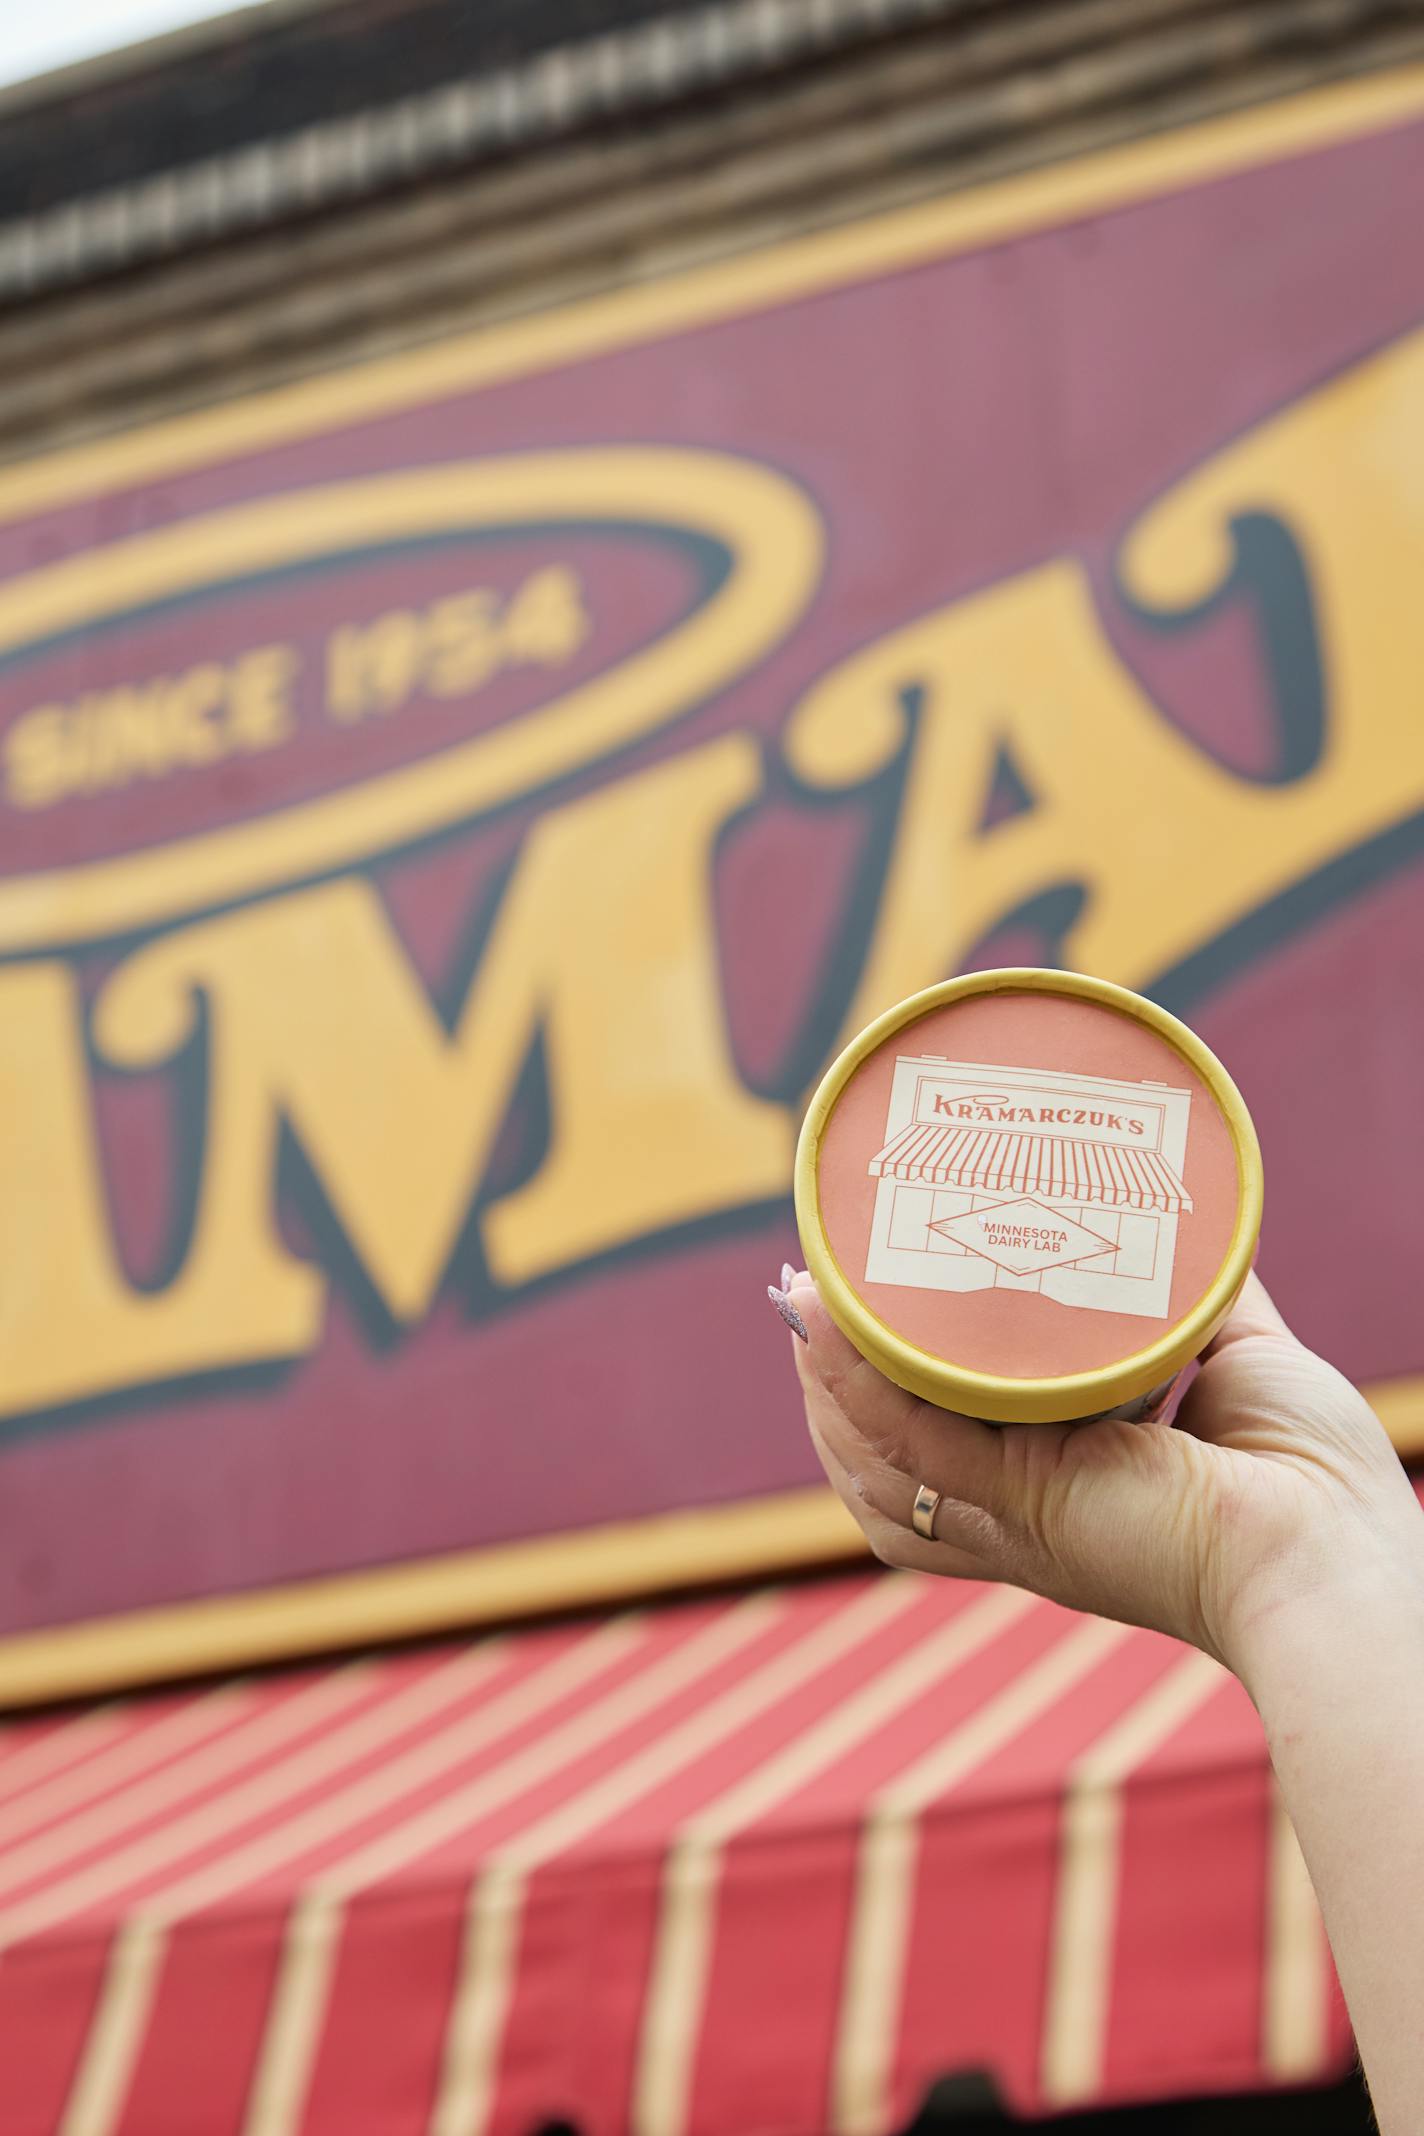 SINCE 1954
MA
KRAMARCZUK'S
MINNESOTA
DAIRY LAB